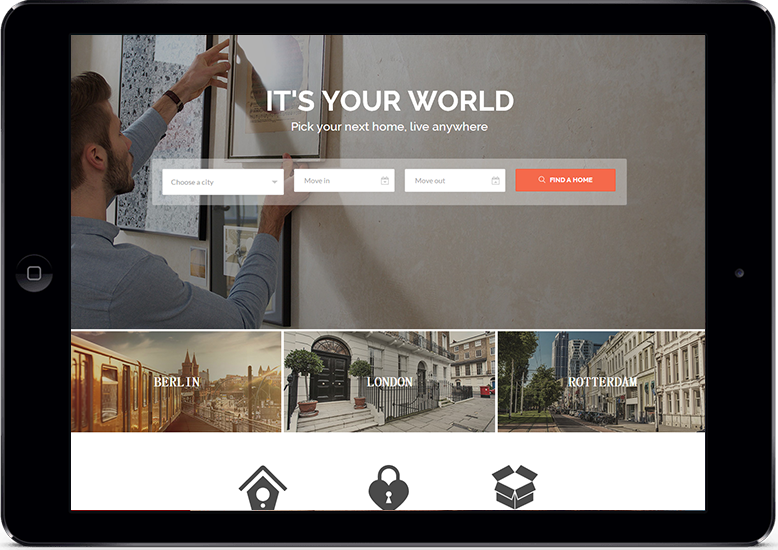 IT'S YOUR WORLD
Pick your next home, live anywhere
Choose a city
Move in
Move out
FIND A HOME
BERLIN
LONDON
ROTTERDAM